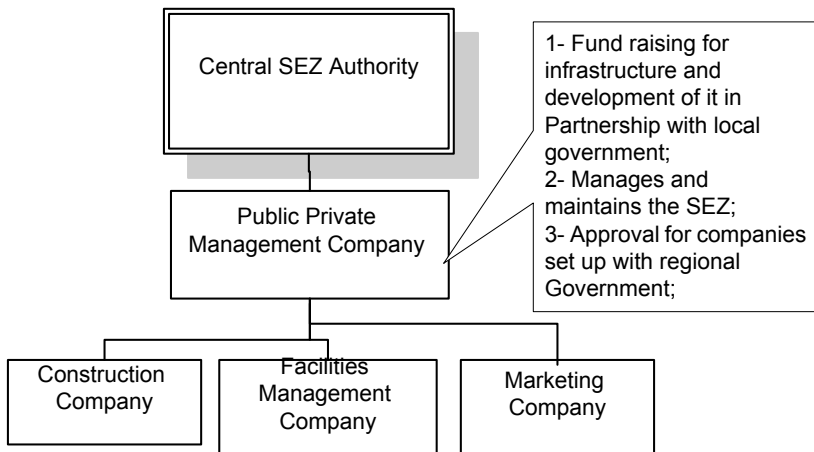 Central SEZ Authority
1- Fund raising for
infrastructure and
development of it in
Partnership with local
government;
2- Manages and
maintains the SEZ;
3- Approval for companies
set up with regional
Government;
Public Private
Management Company
Construction
Company
Facilities
Management
Company
Marketing
Company